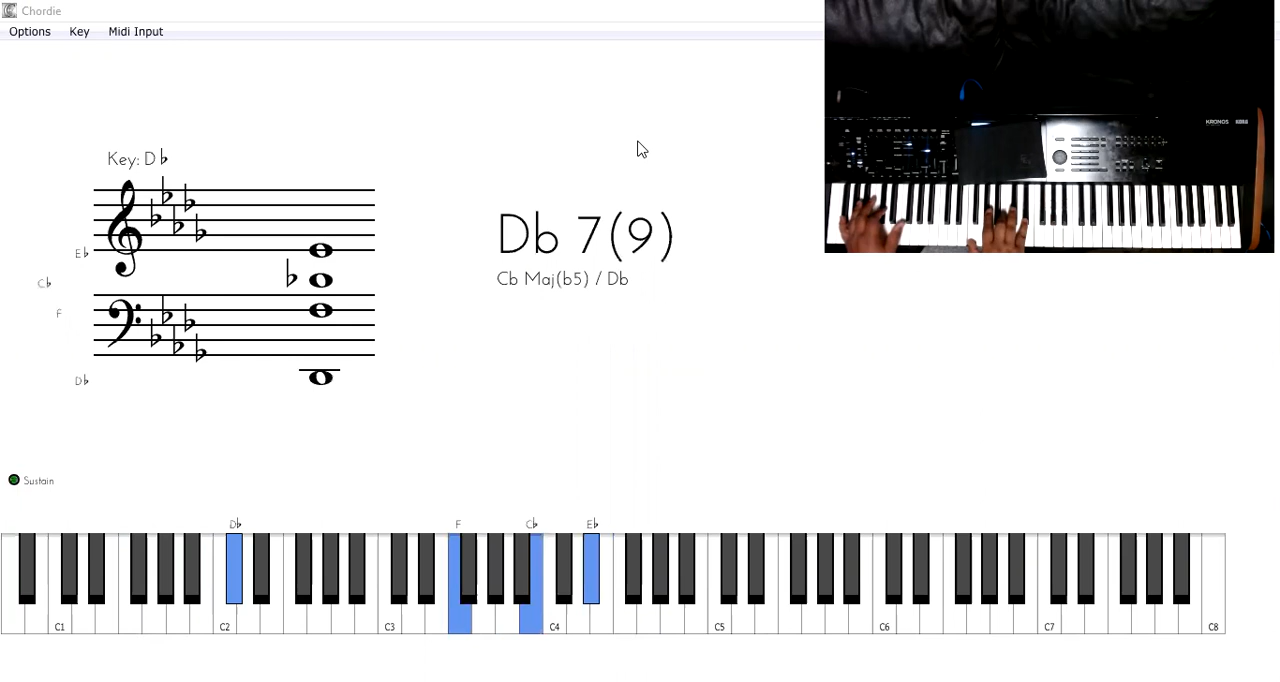 Chordie
Options Key Midi Input
KRONOS KORG
Key: D♭
E♭
C♭
F
D♭
Db 7(9)
Cb Maj(b5) / Db
Sustain
D♭ F C♭ E♭
C1 C2 C3 C4 C5 C6 C7 C8